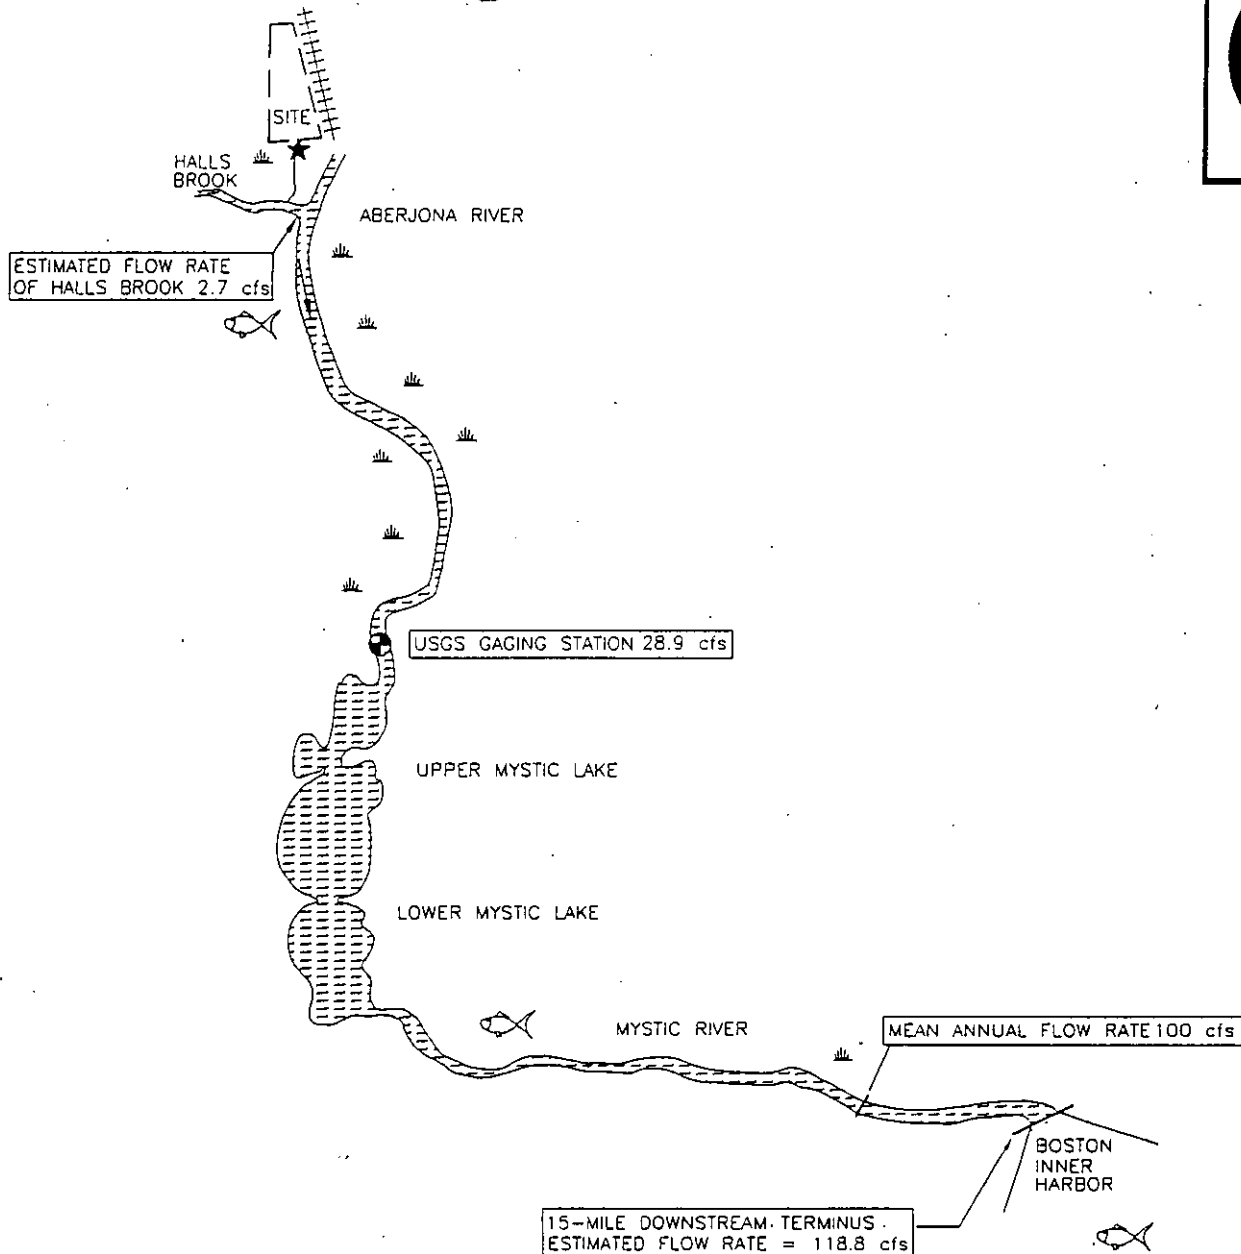 SITE
HALLS
BROOK
ABERJONA RIVER
ESTIMATED FLOW RATE
OF HALLS BROOK 2.7 cfs
USGS GAGING STATION 28.9 cfs
UPPER MYSTIC LAKE
LOWER MYSTIC LAKE
MYSTIC RIVER
MEAN ANNUAL FLOW RATE 100 cfs
BOSTON
INNER
HARBOR
15-MILE DOWNSTREAM TERMINUS
ESTIMATED FLOW RATE = 118.8 cfs